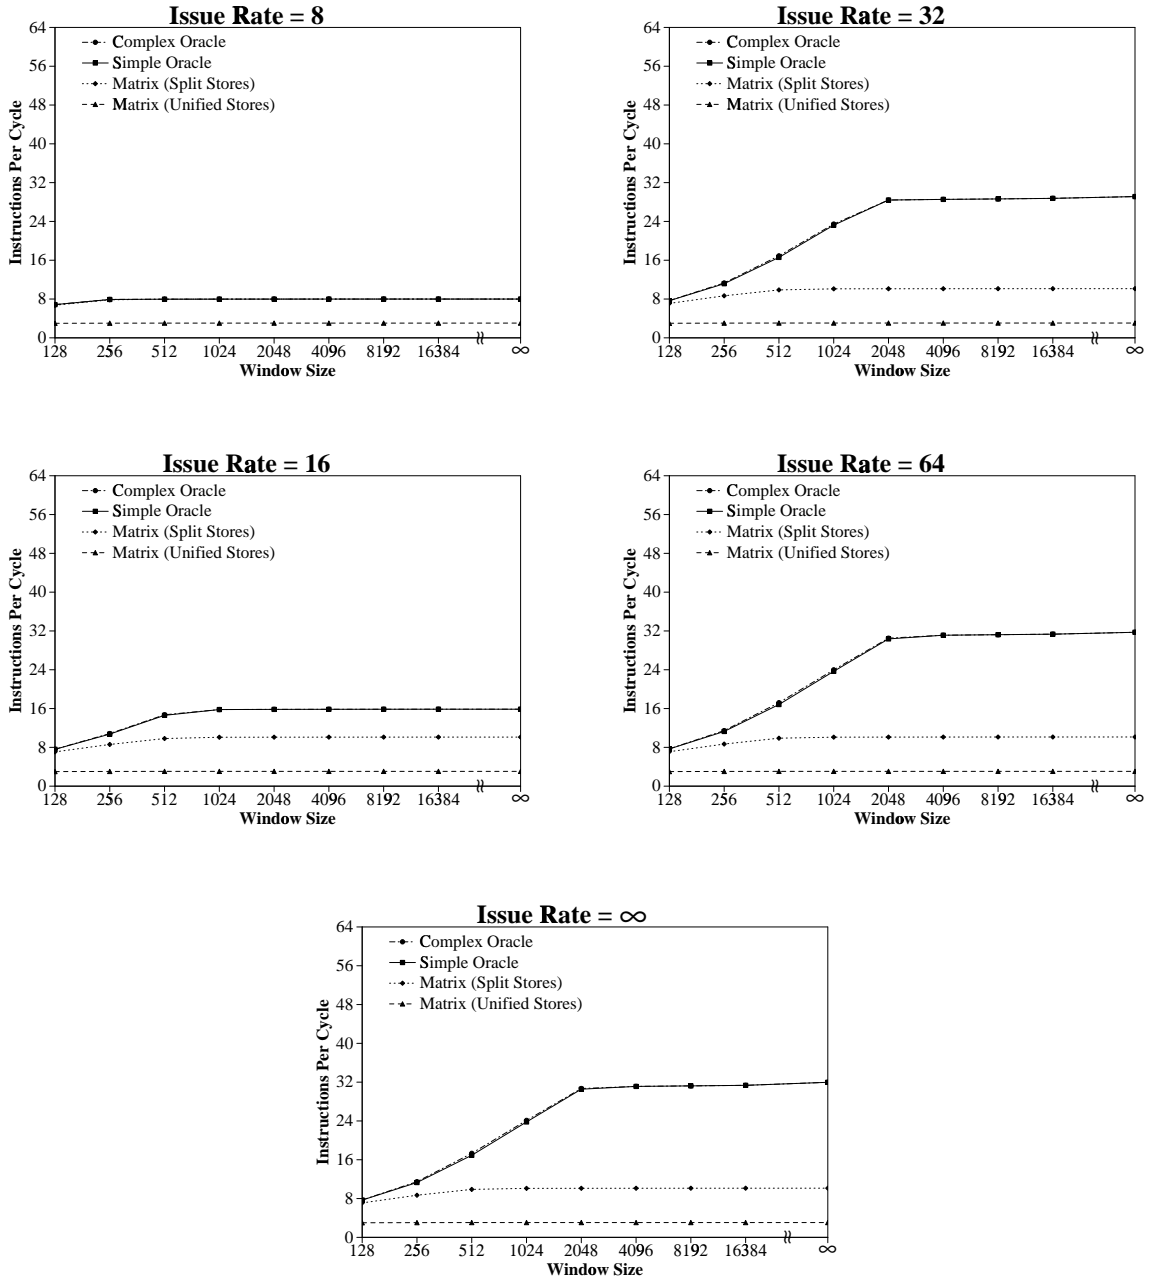 Issue Rate = 8
64
56
48
40
32
24
16
8
0
Instructions Per Cycle
Complex Oracle
Simple Oracle
Matrix (Split Stores)
Matrix (Unified Stores)
128 256 512 1024 2048 4096 8192 16384 ≈ ∞
Window Size
Issue Rate = 32
64
56
48
40
32
24
16
8
0
Instructions Per Cycle
Complex Oracle
Simple Oracle
Matrix (Split Stores)
Matrix (Unified Stores)
128 256 512 1024 2048 4096 8192 16384 ≈ ∞
Window Size
Issue Rate = 16
64
56
48
40
32
24
16
8
0
Instructions Per Cycle
Complex Oracle
Simple Oracle
Matrix (Split Stores)
Matrix (Unified Stores)
128 256 512 1024 2048 4096 8192 16384 ≈ ∞
Window Size
Issue Rate = 64
64
56
48
40
32
24
16
8
0
Instructions Per Cycle
Complex Oracle
Simple Oracle
Matrix (Split Stores)
Matrix (Unified Stores)
128 256 512 1024 2048 4096 8192 16384 ≈ ∞
Window Size
Issue Rate = ∞
64
56
48
40
32
24
16
8
0
Instructions Per Cycle
Complex Oracle
Simple Oracle
Matrix (Split Stores)
Matrix (Unified Stores)
128 256 512 1024 2048 4096 8192 16384 ≈ ∞
Window Size